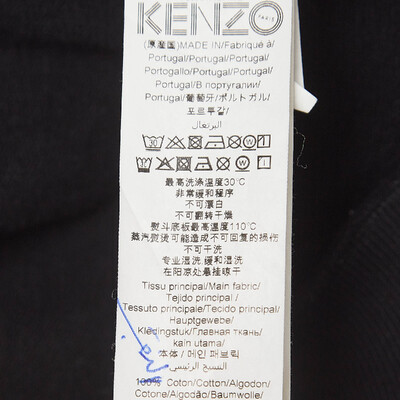 KENZO
PARIS
(原産国)MADE IN/Fabriqué à/
Portugal/Portugal/Portugal/
Portogallo/Portugal/Portugal/
Portugal/В португалии/
Portugal/葡萄牙/ポルトガル/
포르투갈/
البرتغال
最高洗涤温度30℃
非常缓和程序
不可漂白
不可翻转干燥
熨斗底板最高温度110℃
蒸汽熨烫可能造成不可回复的损伤
不可干洗
专业湿洗,缓和湿洗
在阴凉处悬挂晾干
Tissu principal/Main fabric/
Tejido principal /
Tessuto principale/Tecido principal/
Hauptgewebe/
Kledingstuk/Главная ткань/
kain utama/
本体 / 메인 패브릭
النسيج الرئيسي/
100% Coton/Cotton/Algodon/
Cotone/Algodão/Baumwolle/